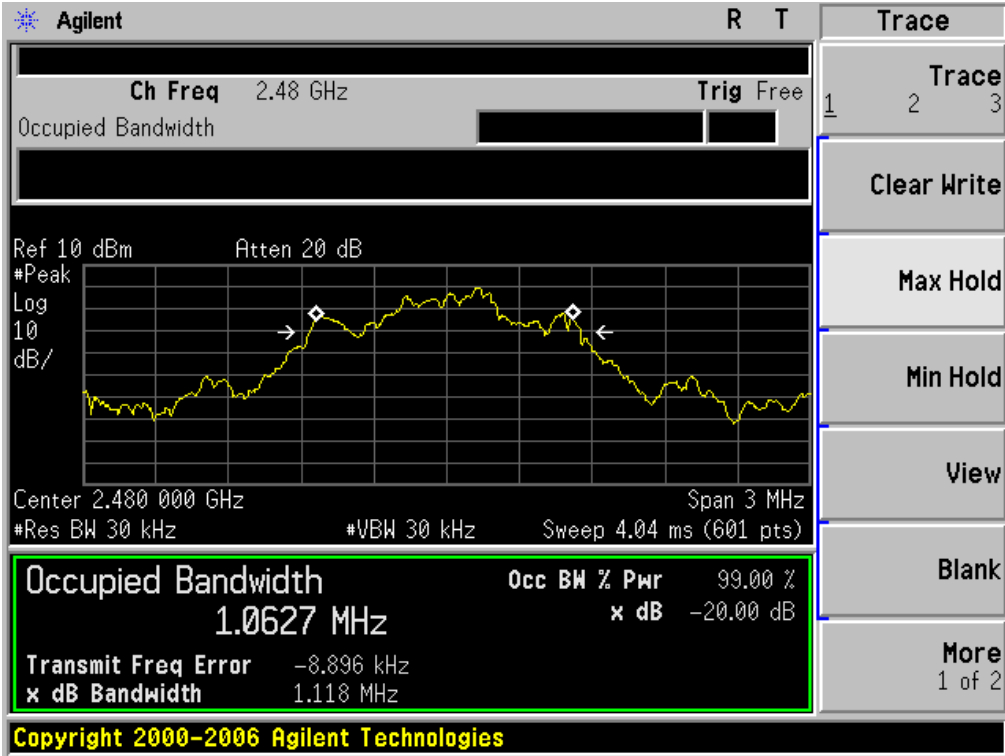 Agilent R T Trace
Ch Freq 2.48 GHz Trig Free
Occupied Bandwidth
Trace
1 2 3
Clear Write
Max Hold
Min Hold
View
Blank
More
1 of 2
Ref 10 dBm Atten 20 dB
#Peak
Log
10
dB/
Center 2.480 000 GHz Span 3 MHz
#Res BW 30 kHz #VBW 30 kHz Sweep 4.04 ms (601 pts)
Occupied Bandwidth
1.0627 MHz
Occ BW % Pwr 99.00 %
x dB -20.00 dB
Transmit Freq Error -8.896 kHz
x dB Bandwidth 1.118 MHz
Copyright 2000-2006 Agilent Technologies